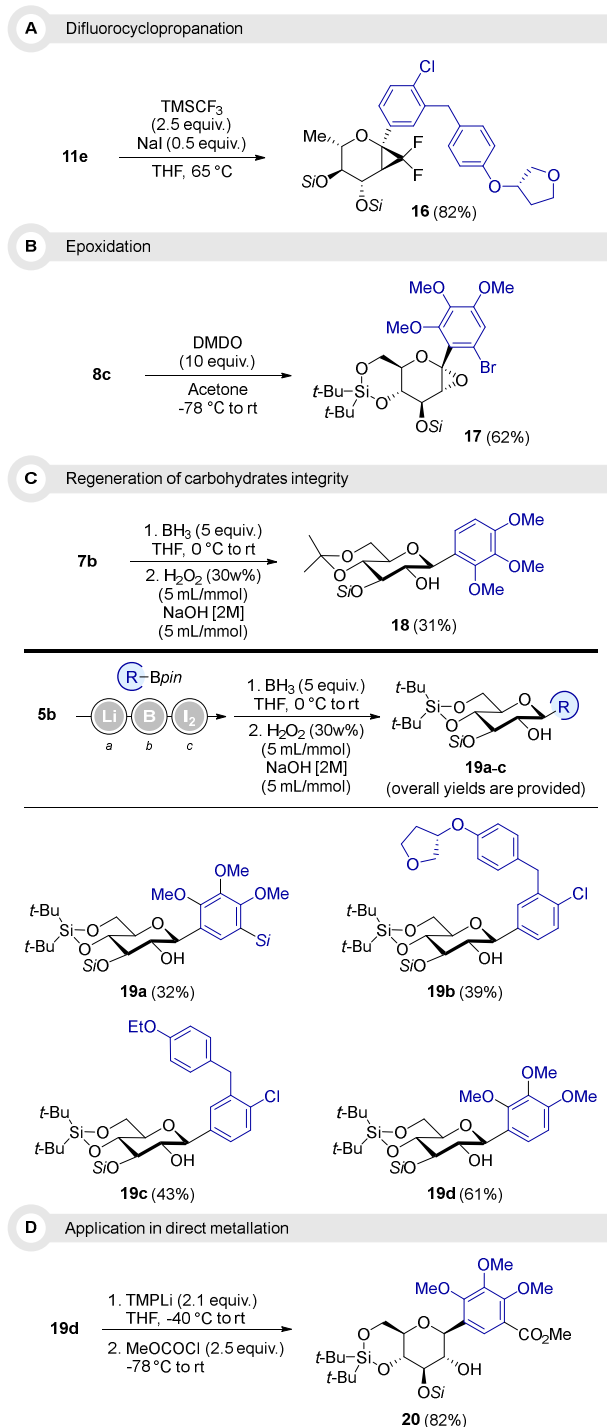 A Difluorocyclopropanation
11e
TMSCF3
(2.5 equiv.)
NaI (0.5 equiv.)
THF, 65 °C
Cl
Me
O
F
F
SiO
OSi
O
O
16 (82%)
B Epoxidation
8c
DMDO
(10 equiv.)
Acetone
-78 °C to rt
MeO
OMe
MeO
Br
O
O
O
t-Bu
Si
t-Bu
O
OSi
17 (62%)
C Regeneration of carbohydrates integrity
7b
1. BH3 (5 equiv.)
THF, 0 °C to rt
2. H2O2 (30w%)
(5 mL/mmol)
NaOH [2M]
(5 mL/mmol)
OMe
OMe
OMe
O
O
O
SiO
OH
18 (31%)
R Bpin
5b
Li B I2
a b c
1. BH3 (5 equiv.)
THF, 0 °C to rt
2. H2O2 (30w%)
(5 mL/mmol)
NaOH [2M]
(5 mL/mmol)
t-Bu
Si
t-Bu
O
O
O
R
SiO
OH
19a-c
(overall yields are provided)
OMe
MeO
OMe
Si
t-Bu
Si
t-Bu
O
O
O
SiO
OH
19a (32%)
O
O
Cl
t-Bu
Si
t-Bu
O
O
O
SiO
OH
19b (39%)
EtO
Cl
t-Bu
Si
t-Bu
O
O
O
SiO
OH
19c (43%)
OMe
MeO
OMe
t-Bu
Si
t-Bu
O
O
O
SiO
OH
19d (61%)
D Application in direct metallation
19d
1. TMPLi (2.1 equiv.)
THF, -40 °C to rt
2. MeOCOCl (2.5 equiv.)
-78 °C to rt
OMe
MeO
OMe
CO2Me
O
O
t-Bu
Si
t-Bu
O
OH
OSi
20 (82%)